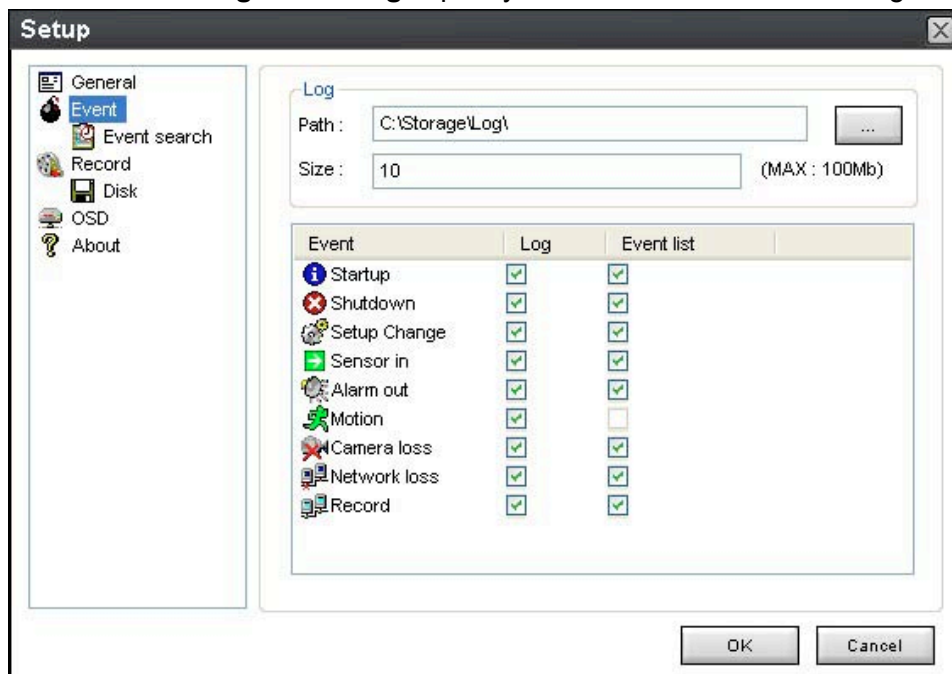 Setup
General
Event
Event search
Record
Disk
OSD
About
Log
Path : C:\Storage\Log\ ...
Size : 10 (MAX : 100Mb)
Event Log Event list
Startup
Shutdown
Setup Change
Sensor in
Alarm out
Motion
Camera loss
Network loss
Record
OK Cancel